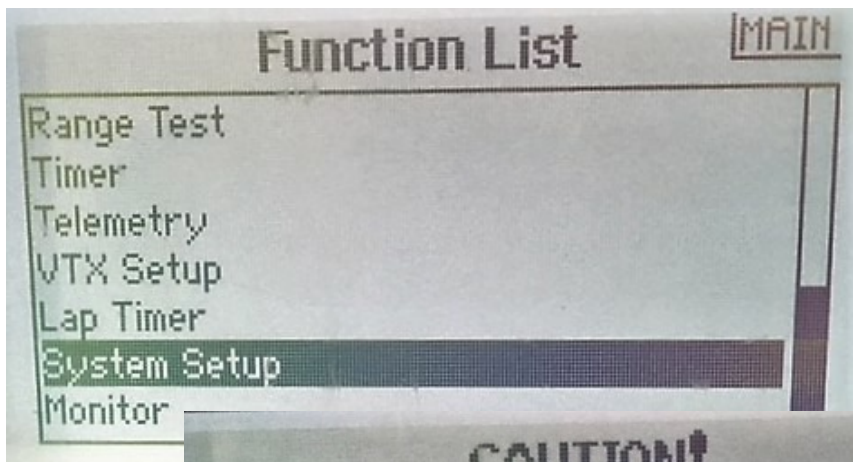 Function List
MAIN
Range Test
Timer
Telemetry
VTX Setup
Lap Timer
System Setup
Monitor
CAUTION!